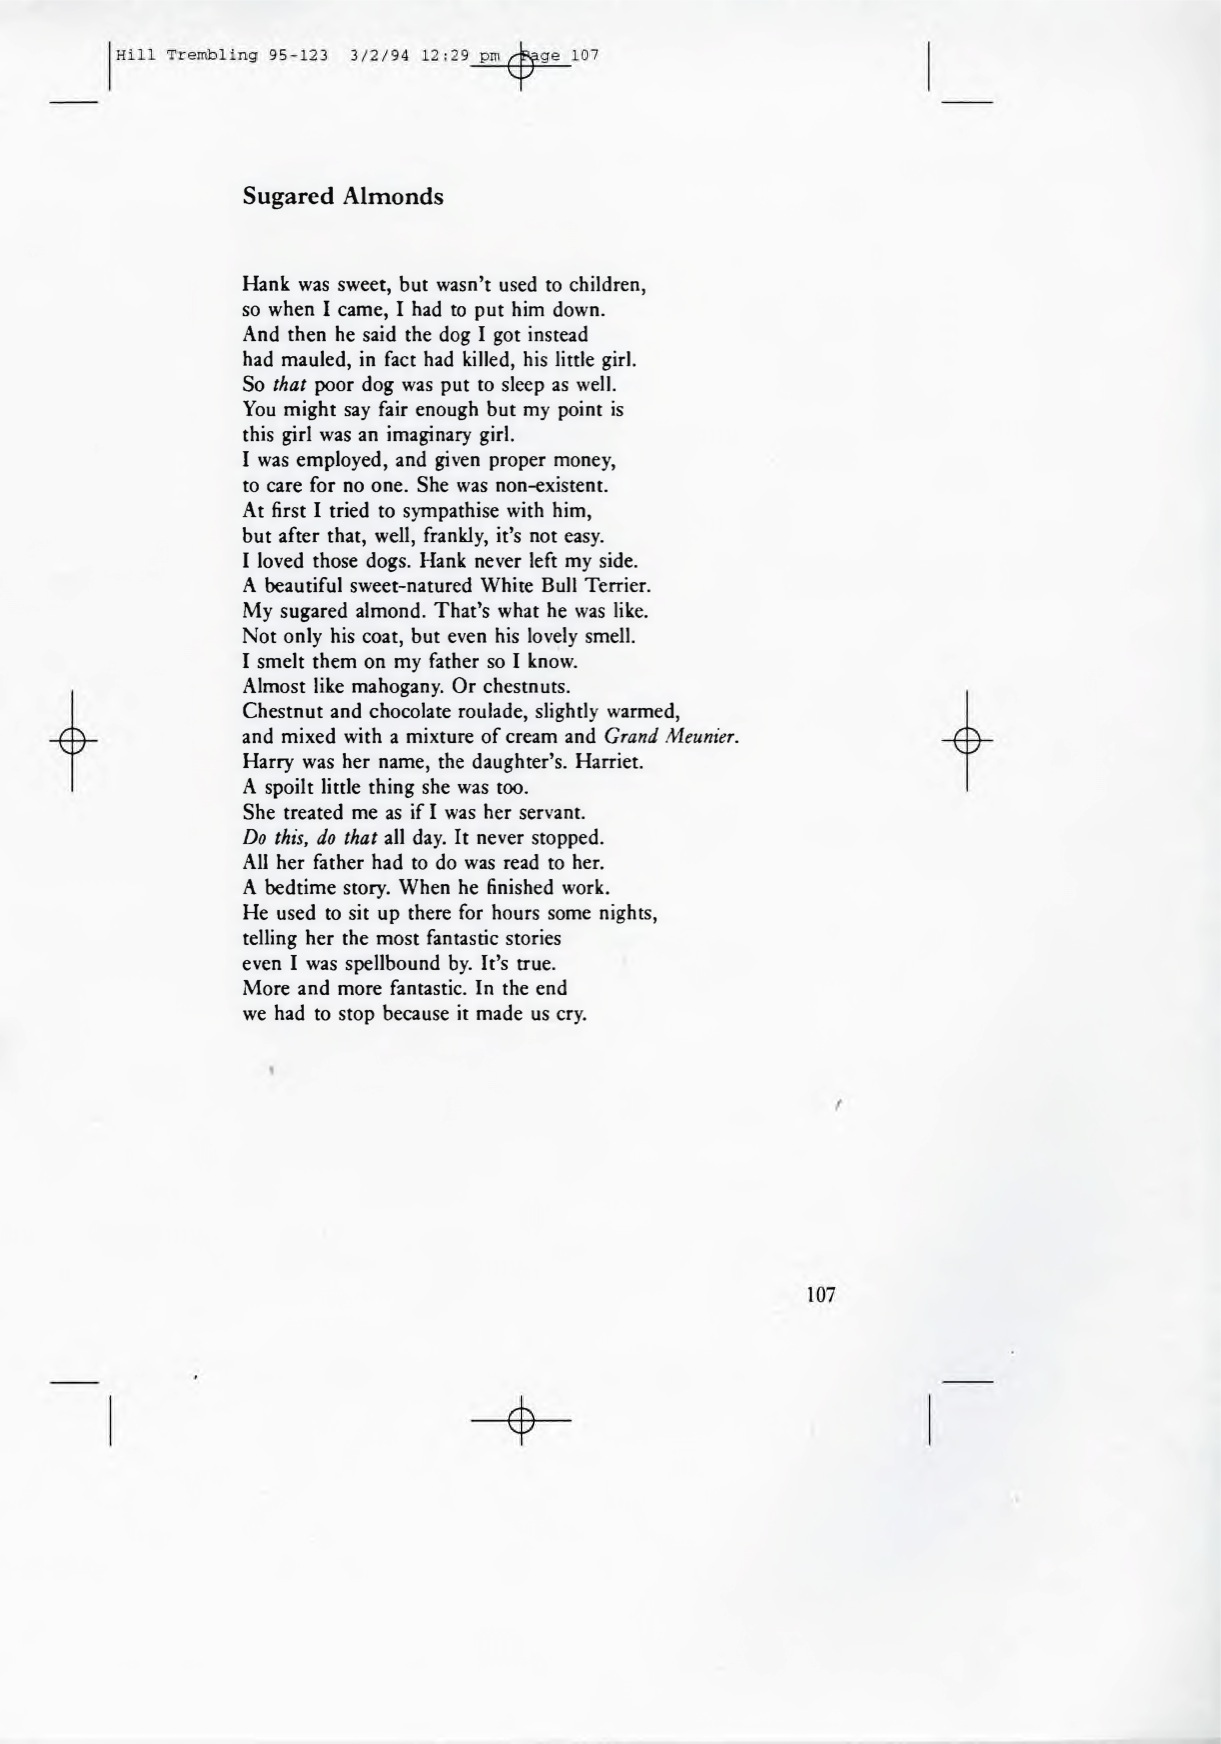 Hill Trembling 95-123 3/2/94 12:29 pm Page 107
Sugared Almonds
Hank was sweet, but wasn't used to children,
so when I came, I had to put him down.
And then he said the dog I got instead
had mauled, in fact had killed, his little girl.
So that poor dog was put to sleep as well.
You might say fair enough but my point is
this girl was an imaginary girl.
I was employed, and given proper money,
to care for no one. She was non-existent.
At first I tried to sympathise with him,
but after that, well, frankly, it's not easy.
I loved those dogs. Hank never left my side.
A beautiful sweet-natured White Bull Terrier.
My sugared almond. That's what he was like.
Not only his coat, but even his lovely smell.
I smelt them on my father so I know.
Almost like mahogany. Or chestnuts.
Chestnut and chocolate roulade, slightly warmed,
and mixed with a mixture of cream and Grand Meunier.
Harry was her name, the daughter's. Harriet.
A spoilt little thing she was too.
She treated me as if I was her servant.
Do this, do that all day. It never stopped.
All her father had to do was read to her.
A bedtime story. When he finished work.
He used to sit up there for hours some nights,
telling her the most fantastic stories
even I was spellbound by. It's true.
More and more fantastic. In the end
we had to stop because it made us cry.
107